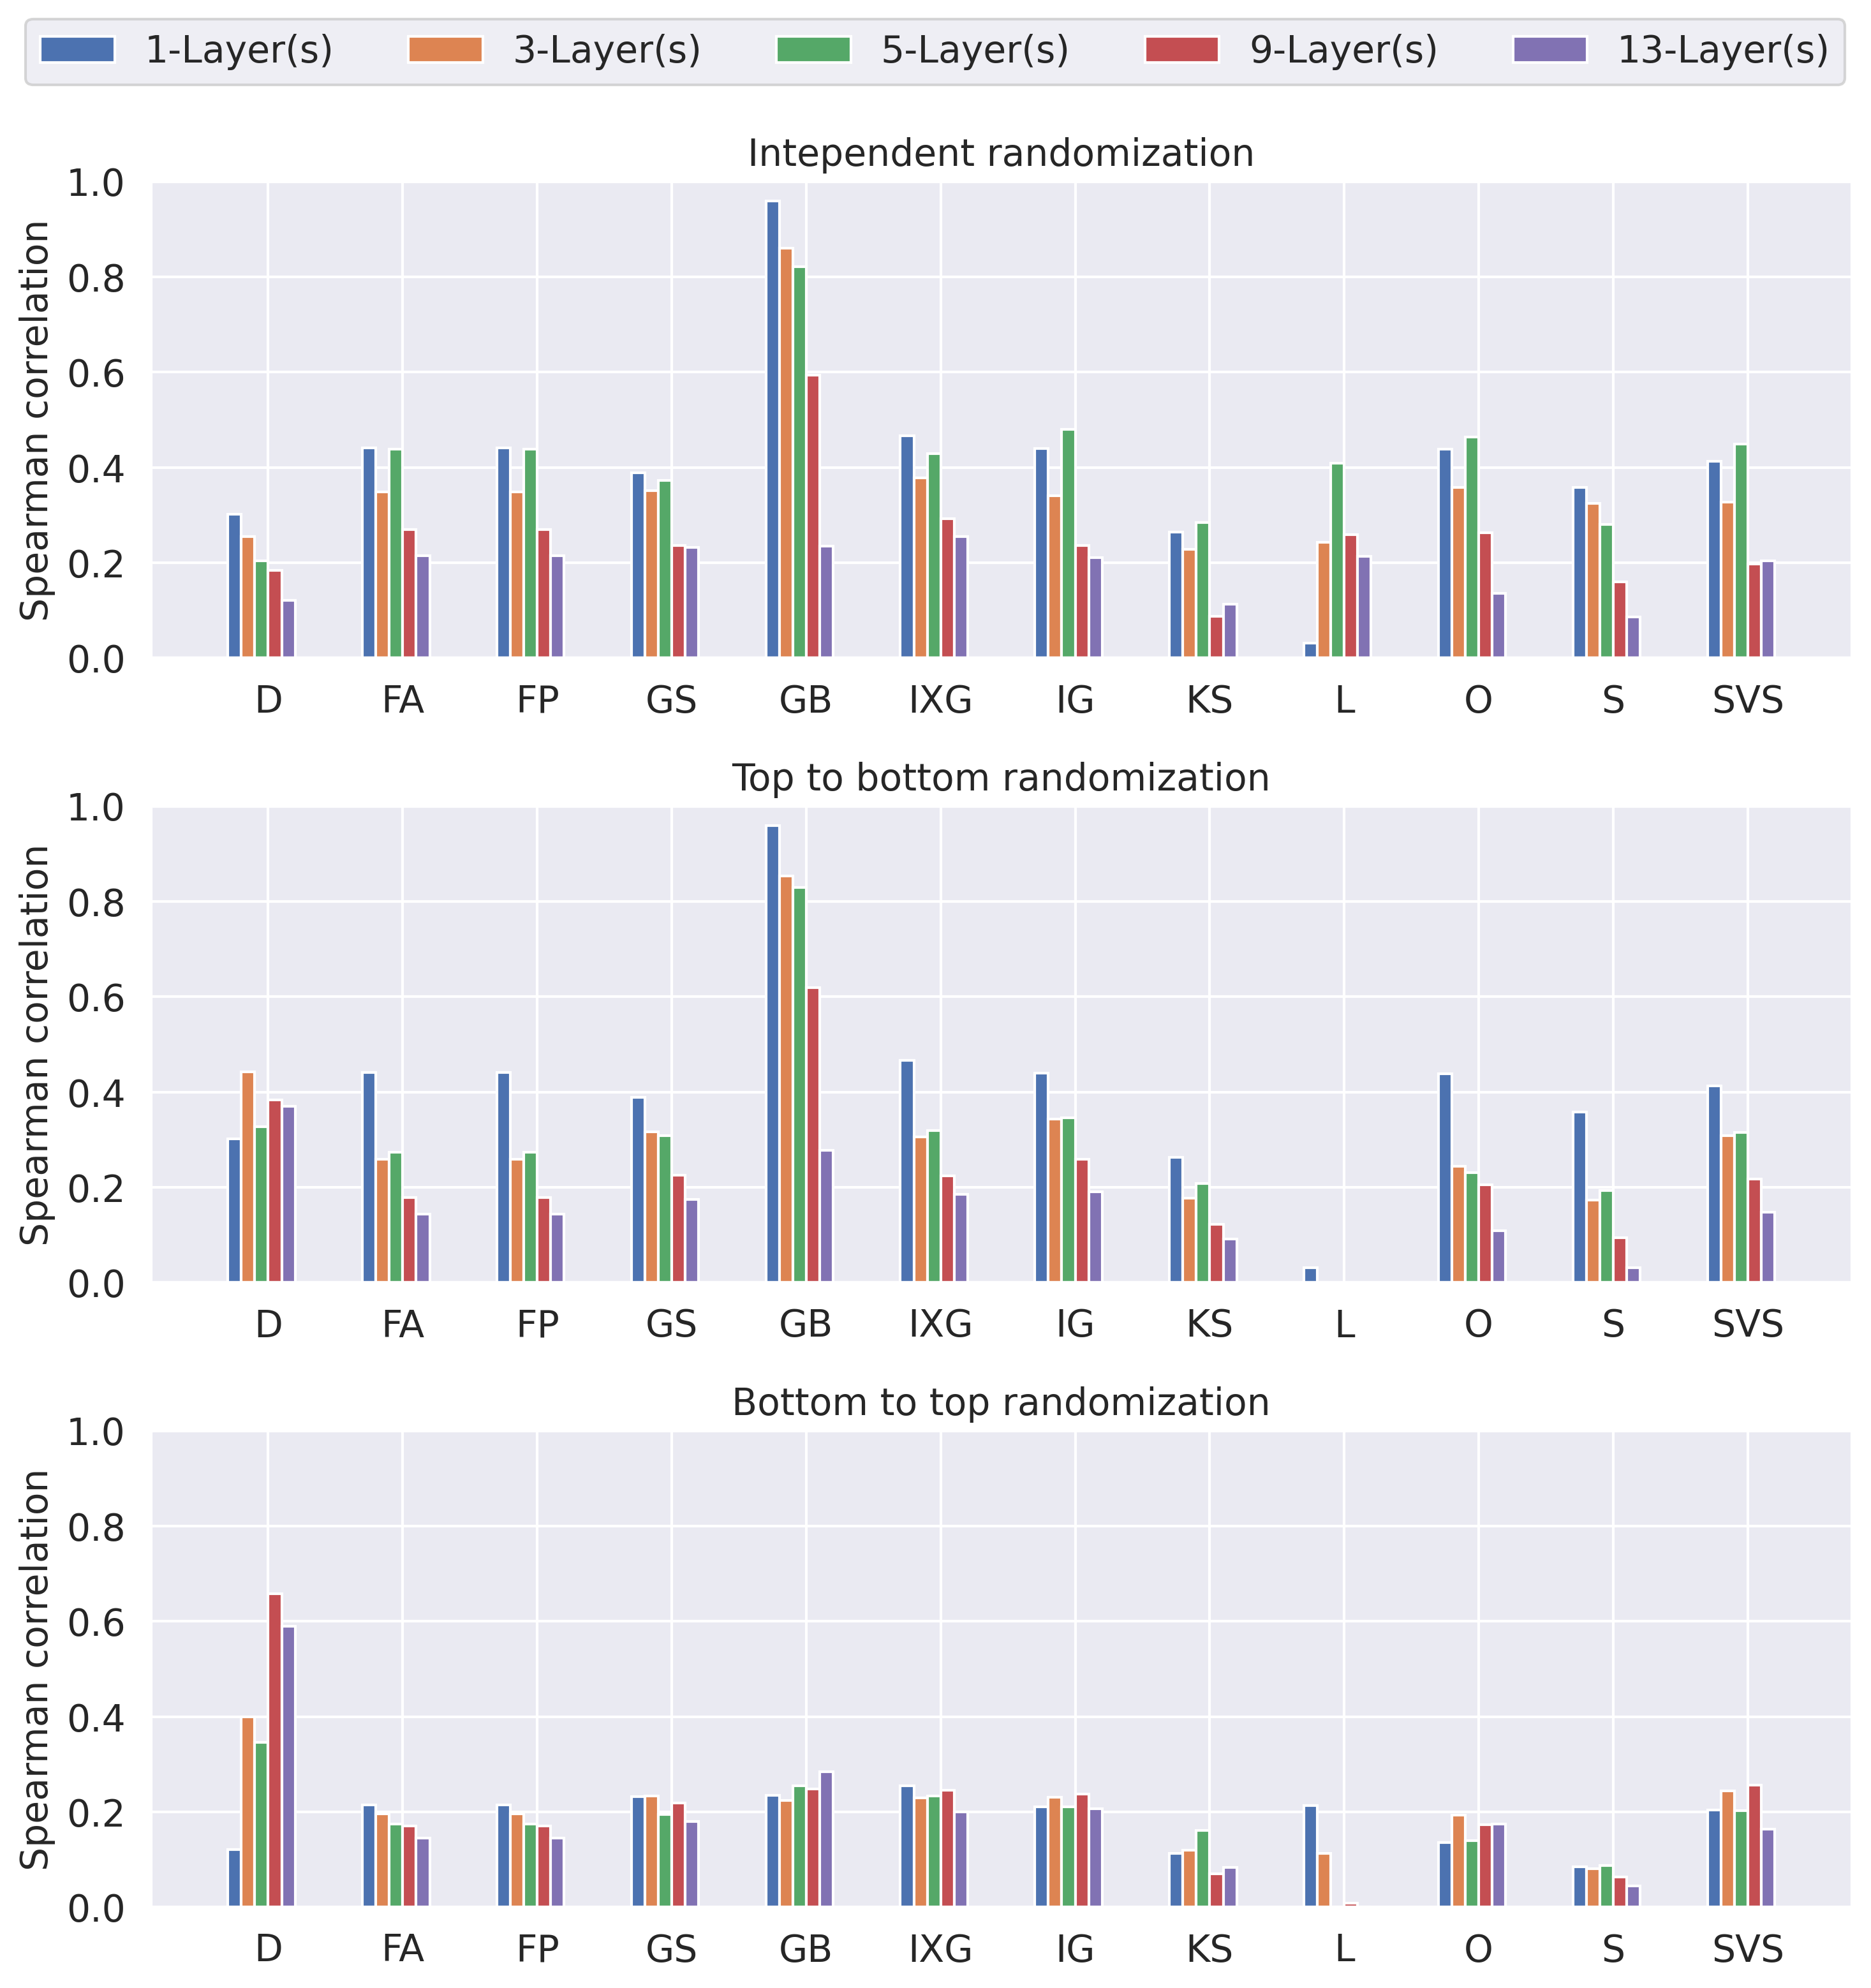 1-Layer(s) 3-Layer(s) 5-Layer(s) 9-Layer(s) 13-Layer(s)
Intependent randomization
Spearman correlation
1.0
0.8
0.6
0.4
0.2
0.0
D FA FP GS GB IXG IG KS L O S SVS
Top to bottom randomization
Spearman correlation
1.0
0.8
0.6
0.4
0.2
0.0
D FA FP GS GB IXG IG KS L O S SVS
Bottom to top randomization
Spearman correlation
1.0
0.8
0.6
0.4
0.2
0.0
D FA FP GS GB IXG IG KS L O S SVS